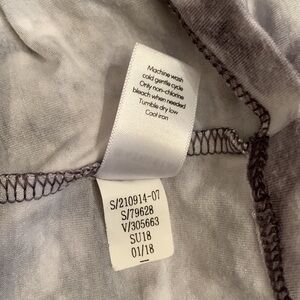 Machine wash
cold gentle cycle
Only non-chlorine
bleach when needed
Tumble dry low
Cool iron
S/210914-07
S/79628
V/305663
SU18
01/18